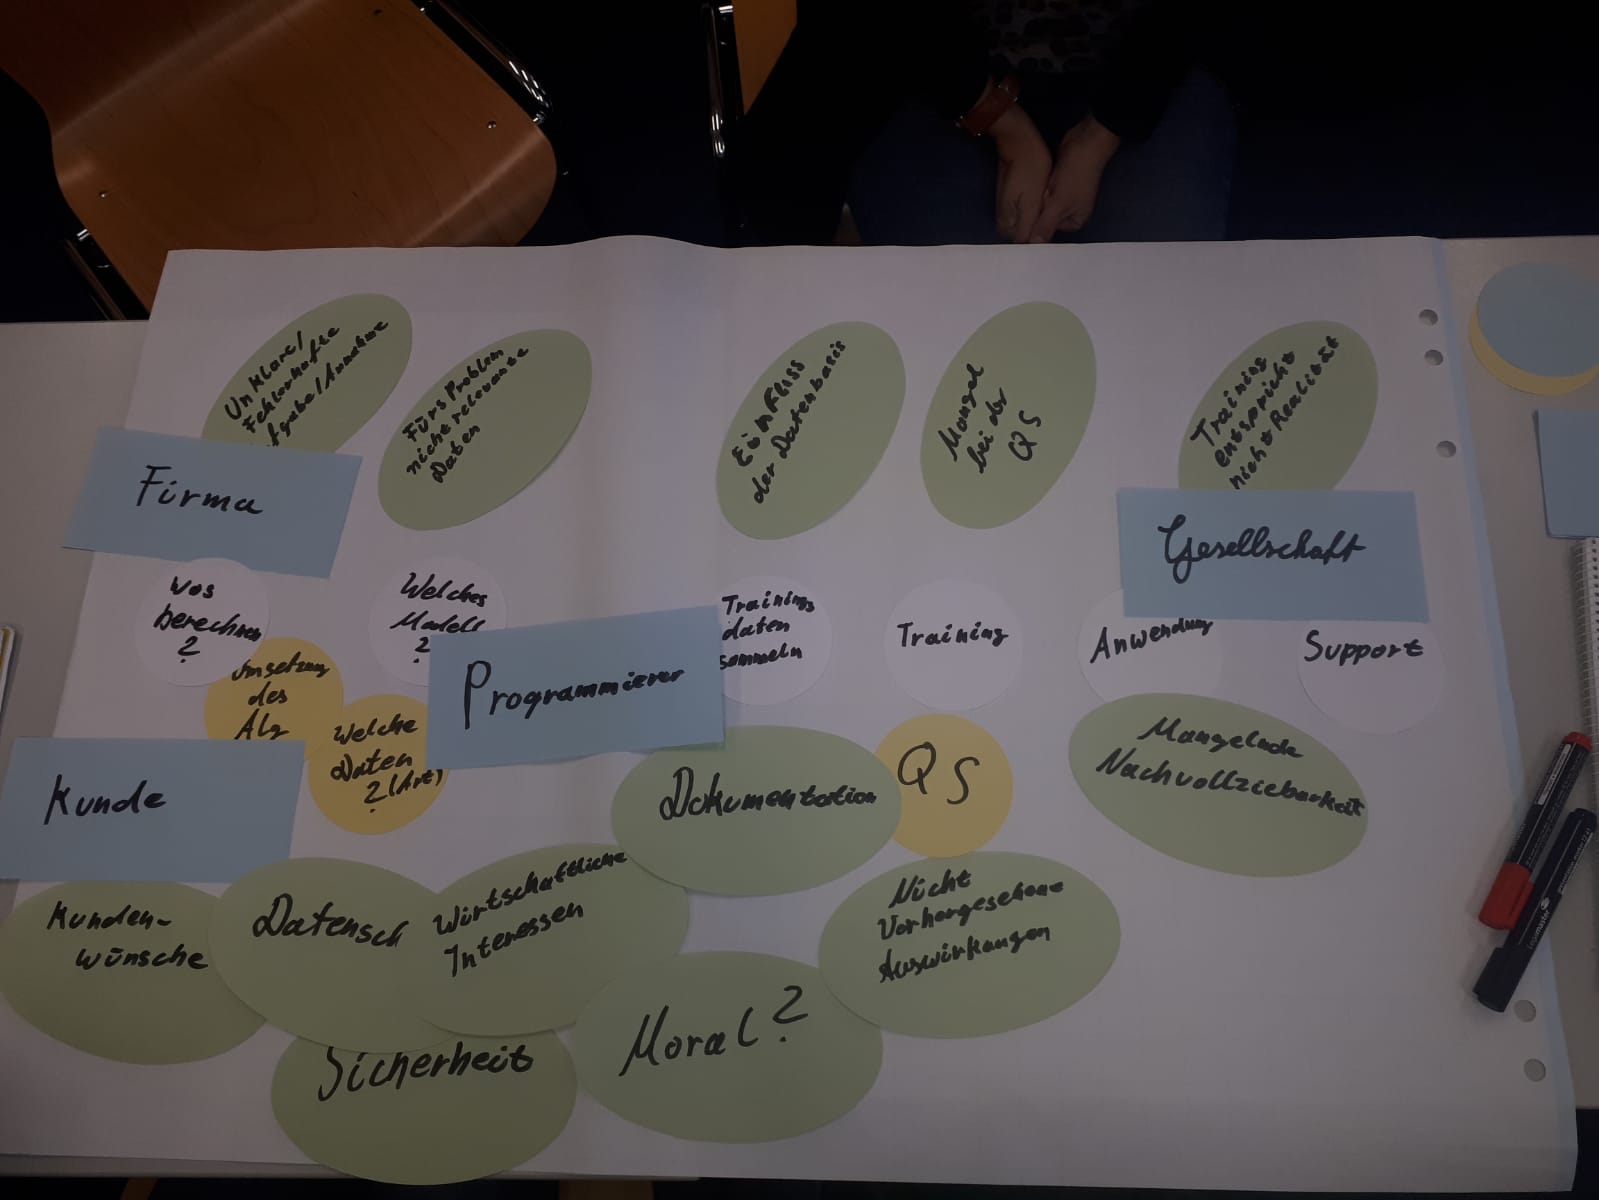 Unklare/
Fehlerhafte
fgabe/Annahme
Fürs Problem
nicht relevante
Daten
Einfluss
der Datenbasis
Mangel
bei der
QS
Training
entspricht
nicht Realität
Firma
Gesellschaft
Was
berechnen
?
Welches
Modell
?
Trainings
daten
sammeln
Training
Anwendung
Support
Umsetzung
des
Alg
Welche
Daten
? (Art)
Programmierer
Kunde
Dokumentation
QS
Mangelnde
Nachvollziebarkeit
Kunden-
wünsche
Datensch
Wirtschaftliche
Interessen
Nicht
Vorhergesehene
Auswirkungen
Sicherheit
Moral?